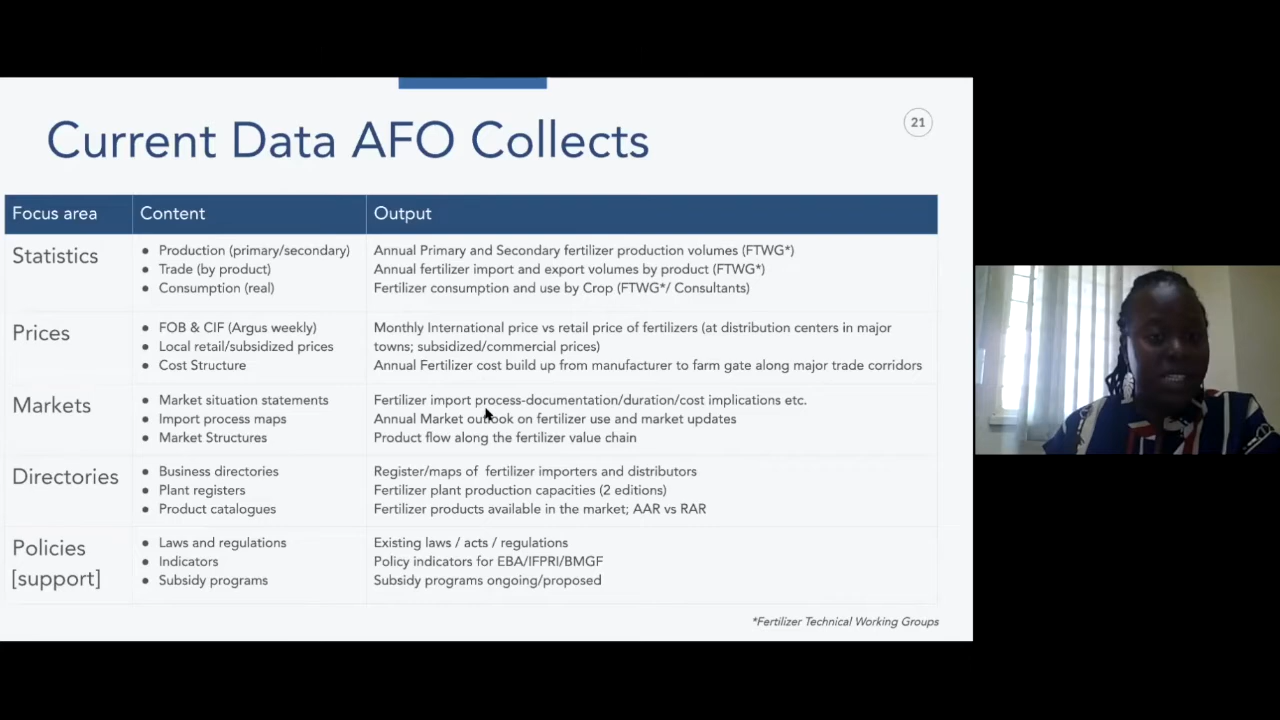 Current Data AFO Collects
21
Focus area Content Output
Statistics
● Production (primary/secondary)
● Trade (by product)
● Consumption (real)
Annual Primary and Secondary fertilizer production volumes (FTWG*)
Annual fertilizer import and export volumes by product (FTWG*)
Fertilizer consumption and use by Crop (FTWG*/ Consultants)
Prices
● FOB & CIF (Argus weekly)
● Local retail/subsidized prices
● Cost Structure
Monthly International price vs retail price of fertilizers (at distribution centers in major
towns; subsidized/commercial prices)
Annual Fertilizer cost build up from manufacturer to farm gate along major trade corridors
Markets
● Market situation statements
● Import process maps
● Market Structures
Fertilizer import process-documentation/duration/cost implications etc.
Annual Market outlook on fertilizer use and market updates
Product flow along the fertilizer value chain
Directories
● Business directories
● Plant registers
● Product catalogues
Register/maps of fertilizer importers and distributors
Fertilizer plant production capacities (2 editions)
Fertilizer products available in the market; AAR vs RAR
Policies
[support]
● Laws and regulations
● Indicators
● Subsidy programs
Existing laws / acts / regulations
Policy indicators for EBA/IFPRI/BMGF
Subsidy programs ongoing/proposed
*Fertilizer Technical Working Groups